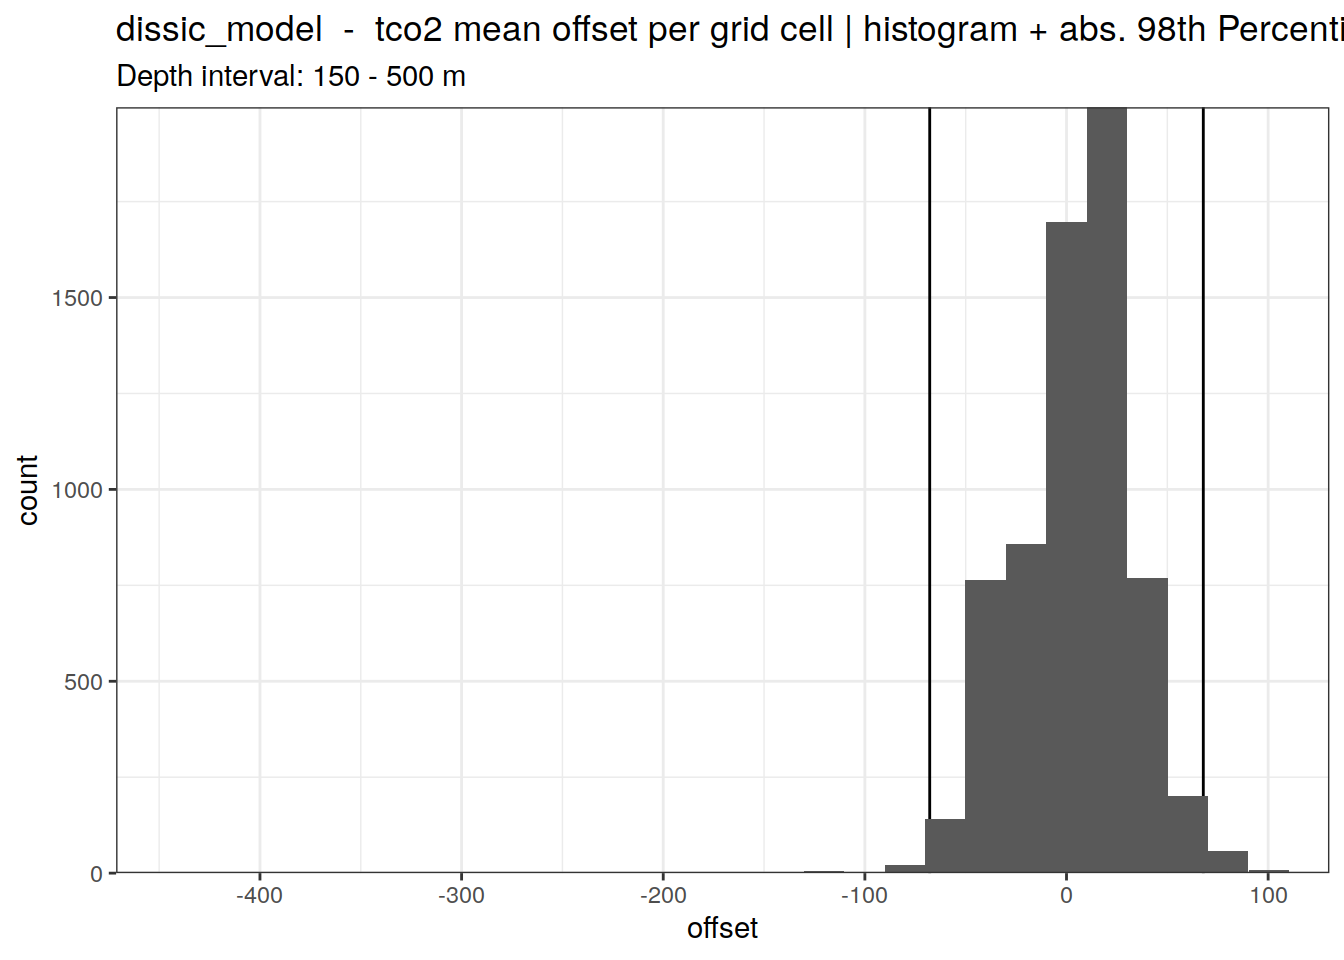 dissic_model - tco2 mean offset per grid cell | histogram + abs. 98th Percenti
Depth interval: 150 - 500 m
count
1500
1000
500
0
-400 -300 -200 -100 0 100
offset